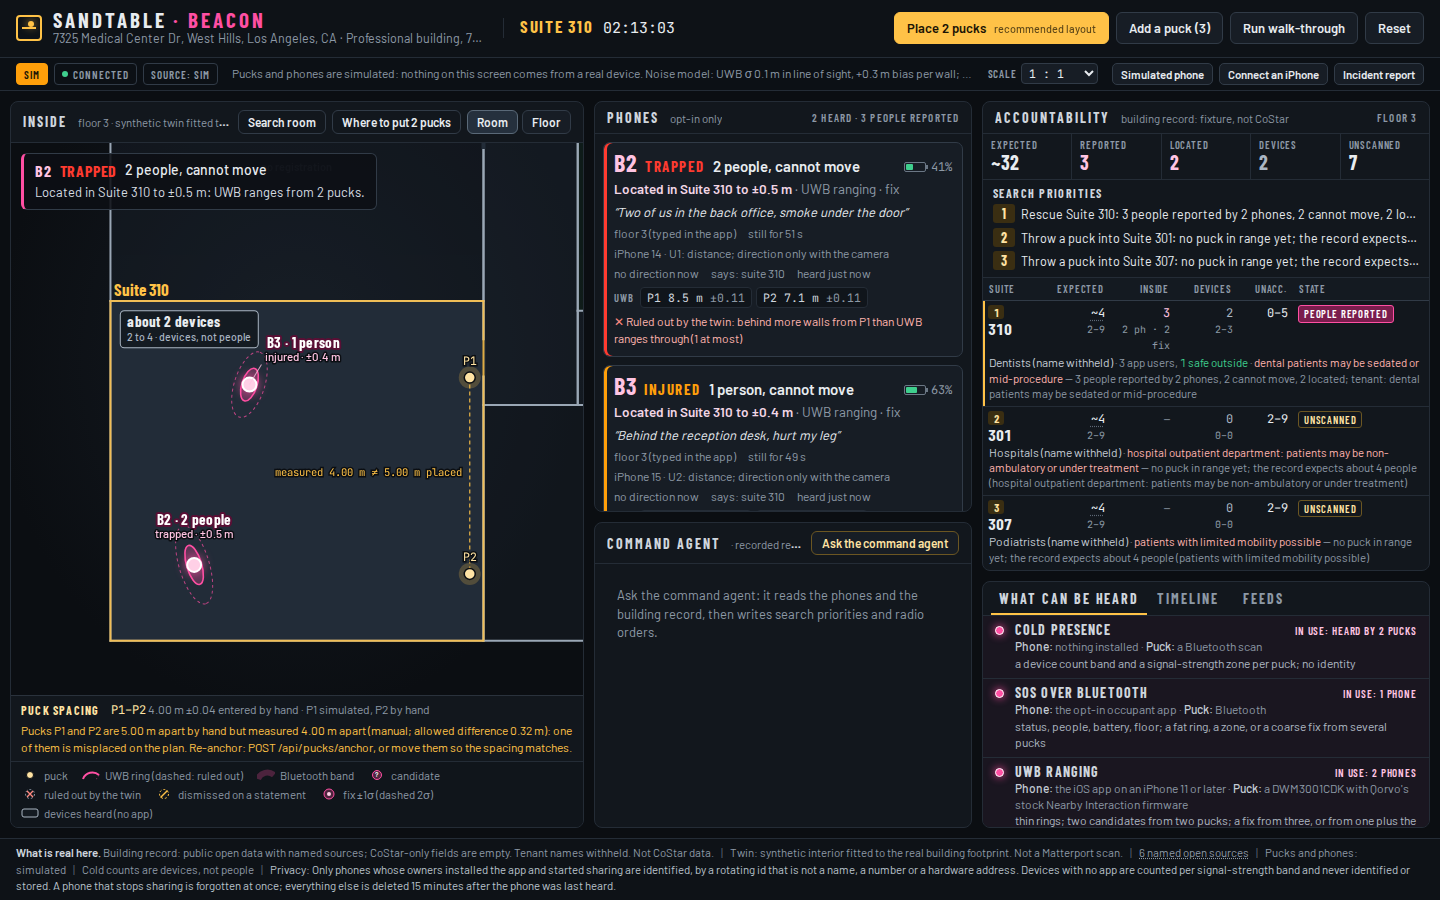 SANDTABLE · BEACON
7325 Medical Center Dr, West Hills, Los Angeles, CA · Professional building, 7…
SUITE 310 02:13:03
Place 2 pucks recommended layout
Add a puck (3)
Run walk-through
Reset
SIM
CONNECTED
SOURCE: SIM
Pucks and phones are simulated: nothing on this screen comes from a real device. Noise model: UWB σ 0.1 m in line of sight, +0.3 m bias per wall; …
SCALE 1 : 1
Simulated phone
Connect an iPhone
Incident report
INSIDE floor 3 · synthetic twin fitted t…
Search room
Where to put 2 pucks
Room
Floor
B2 TRAPPED 2 people, cannot move
Located in Suite 310 to ±0.5 m: UWB ranges from 2 pucks.
Suite 310
about 2 devices
2 to 4 · devices, not people
B3 · 1 person
injured · ±0.4 m
P1
measured 4.00 m ≠ 5.00 m placed
B2 · 2 people
trapped · ±0.5 m
P2
PUCK SPACING P1–P2 4.00 m ±0.04 entered by hand · P1 simulated, P2 by hand
Pucks P1 and P2 are 5.00 m apart by hand but measured 4.00 m apart (manual; allowed difference 0.32 m): one
of them is misplaced on the plan. Re-anchor: POST /api/pucks/anchor, or move them so the spacing matches.
puck UWB ring (dashed: ruled out) Bluetooth band candidate
ruled out by the twin dismissed on a statement fix ±1σ (dashed 2σ)
devices heard (no app)
PHONES opt-in only 2 HEARD · 3 PEOPLE REPORTED
B2 TRAPPED 2 people, cannot move 41%
Located in Suite 310 to ±0.5 m · UWB ranging · fix
"Two of us in the back office, smoke under the door"
floor 3 (typed in the app) still for 51 s
iPhone 14 · U1: distance; direction only with the camera
no direction now says: suite 310 heard just now
UWB P1 8.5 m ±0.11 P2 7.1 m ±0.11
✕ Ruled out by the twin: behind more walls from P1 than UWB
ranges through (1 at most)
B3 INJURED 1 person, cannot move 63%
Located in Suite 310 to ±0.4 m · UWB ranging · fix
"Behind the reception desk, hurt my leg"
floor 3 (typed in the app) still for 49 s
iPhone 15 · U2: distance; direction only with the camera
no direction now says: suite 310 heard just now
COMMAND AGENT · recorded re…
Ask the command agent
Ask the command agent: it reads the phones and the
building record, then writes search priorities and radio
orders.
ACCOUNTABILITY building record: fixture, not CoStar FLOOR 3
EXPECTED REPORTED LOCATED DEVICES UNSCANNED
~32 3 2 2 7
SEARCH PRIORITIES
1 Rescue Suite 310: 3 people reported by 2 phones, 2 cannot move, 2 lo…
2 Throw a puck into Suite 301: no puck in range yet; the record expects…
3 Throw a puck into Suite 307: no puck in range yet; the record expects…
SUITE EXPECTED INSIDE DEVICES UNACC. STATE
1 ~4 3 2 0–5 PEOPLE REPORTED
310 2–9 2 ph · 2 2–3
fix
Dentists (name withheld) · 3 app users, 1 safe outside · dental patients may be sedated or
mid-procedure — 3 people reported by 2 phones, 2 cannot move, 2 located; tenant: dental
patients may be sedated or mid-procedure
2 ~4 – 0 2–9 UNSCANNED
301 2–9 0–0
Hospitals (name withheld) · hospital outpatient department: patients may be non-
ambulatory or under treatment — no puck in range yet; the record expects about 4 people
(hospital outpatient department: patients may be non-ambulatory or under treatment)
3 ~4 – 0 2–9 UNSCANNED
307 2–9 0–0
Podiatrists (name withheld) · patients with limited mobility possible — no puck in range
yet; the record expects about 4 people (patients with limited mobility possible)
WHAT CAN BE HEARD TIMELINE FEEDS
COLD PRESENCE IN USE: HEARD BY 2 PUCKS
Phone: nothing installed · Puck: a Bluetooth scan
a device count band and a signal-strength zone per puck; no identity
SOS OVER BLUETOOTH IN USE: 1 PHONE
Phone: the opt-in occupant app · Puck: Bluetooth
status, people, battery, floor; a fat ring, a zone, or a coarse fix from several
pucks
UWB RANGING IN USE: 2 PHONES
Phone: the iOS app on an iPhone 11 or later · Puck: a DWM3001CDK with Qorvo's
stock Nearby Interaction firmware
thin rings; two candidates from two pucks; a fix from three, or from one plus the
What is real here. Building record: public open data with named sources; CoStar-only fields are empty. Tenant names withheld. Not CoStar data. | Twin: synthetic interior fitted to the real building footprint. Not a Matterport scan. | 6 named open sources | Pucks and phones:
simulated | Cold counts are devices, not people | Privacy: Only phones whose owners installed the app and started sharing are identified, by a rotating id that is not a name, a number or a hardware address. Devices with no app are counted per signal-strength band and never identified or
stored. A phone that stops sharing is forgotten at once; everything else is deleted 15 minutes after the phone was last heard.